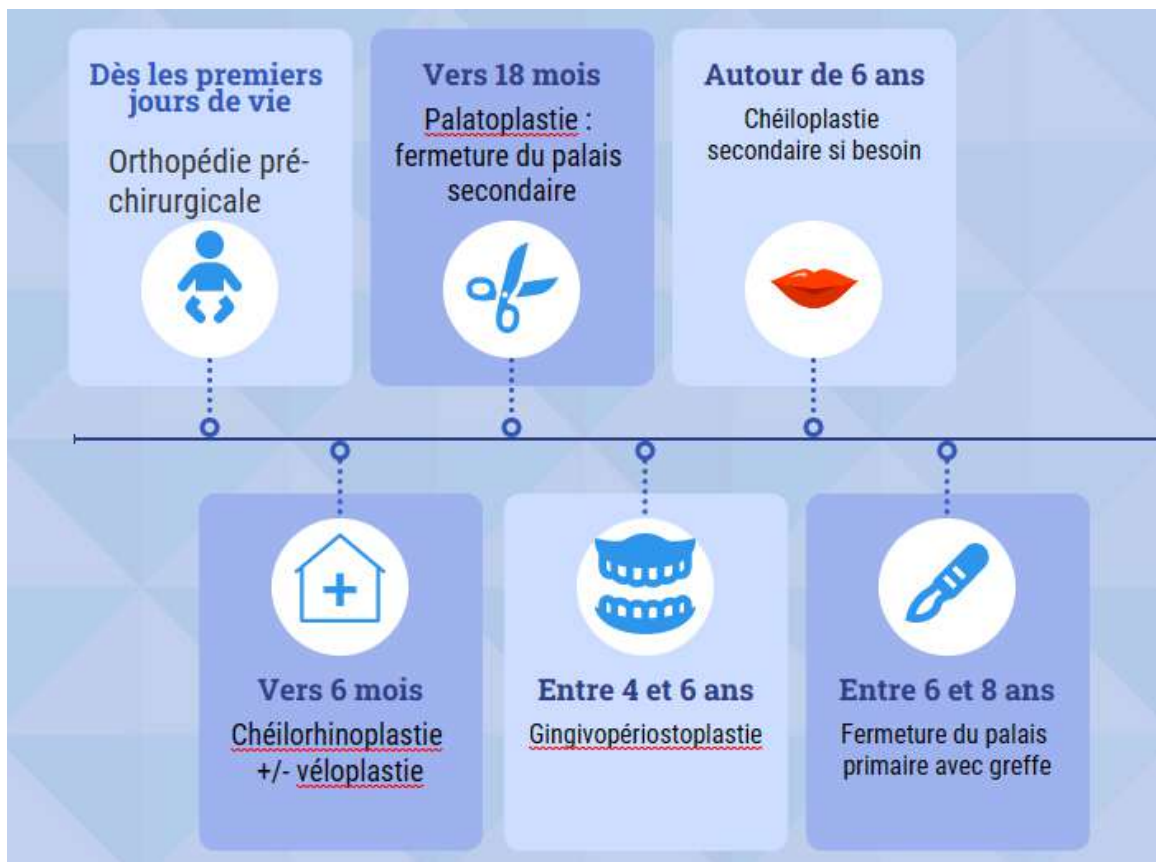 Dès les premiers
jours de vie
Orthopédie pré-
chirurgicale
Vers 18 mois
Palatoplastie :
fermeture du palais
secondaire
Autour de 6 ans
Chéiloplastie
secondaire si besoin
Vers 6 mois
Chéilorhinoplastie
+/- véloplastie
Entre 4 et 6 ans
Gingivopériostoplastie
Entre 6 et 8 ans
Fermeture du palais
primaire avec greffe